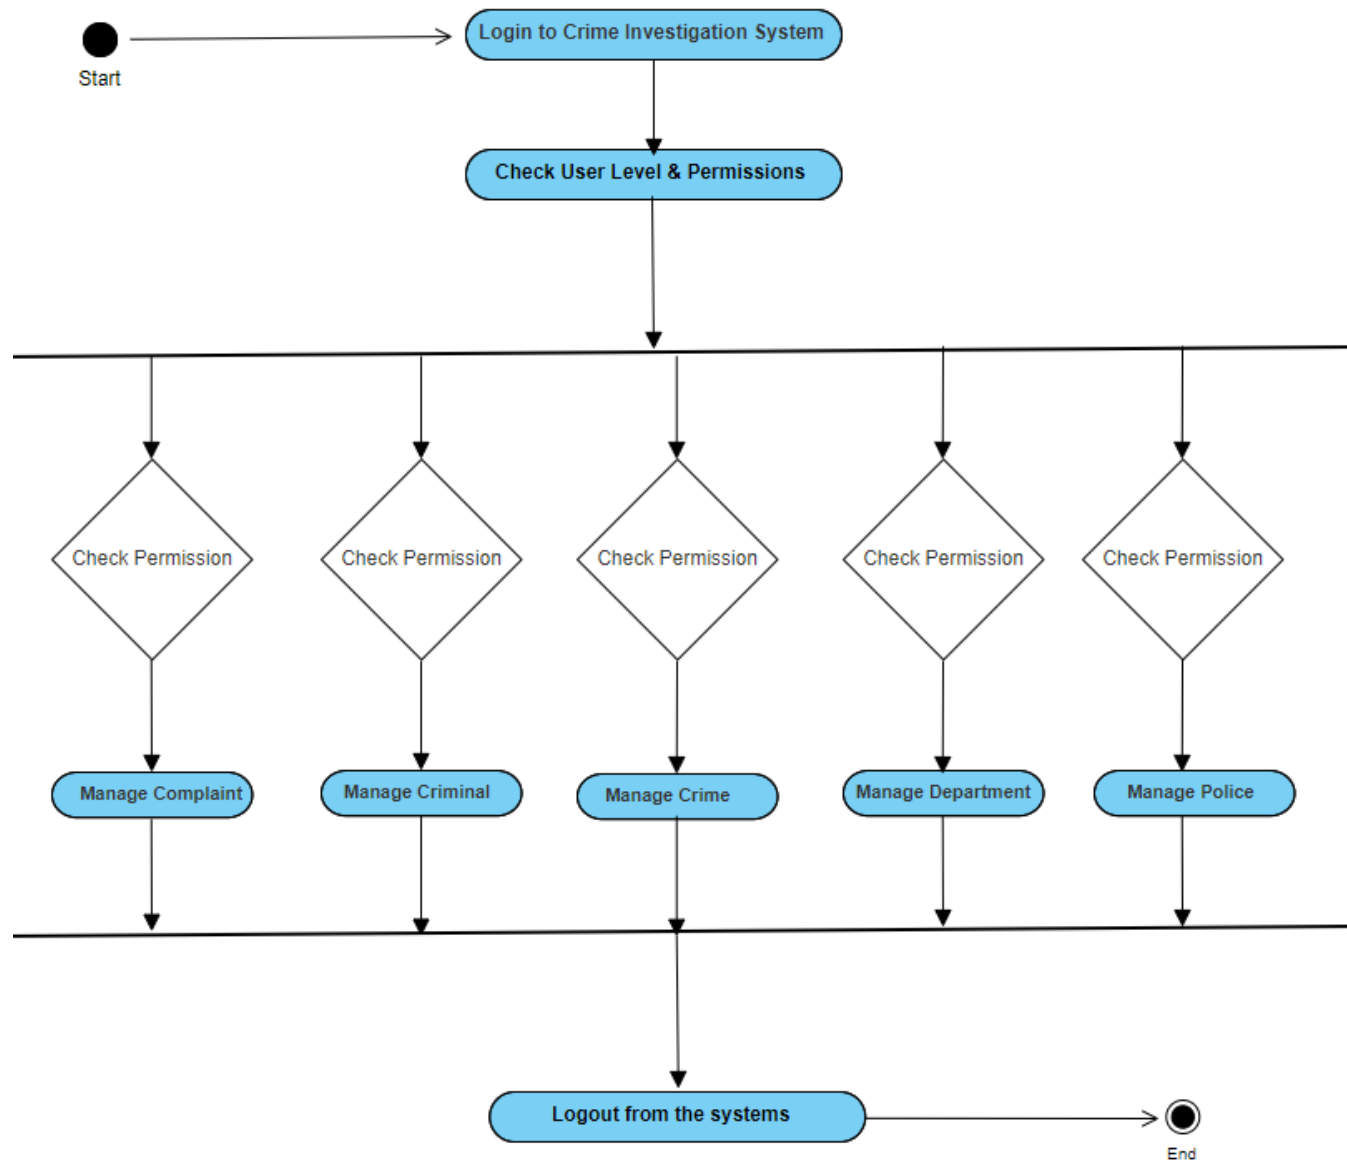 Login to Crime Investigation System
Start
Check User Level & Permissions
Check Permission
Check Permission
Check Permission
Check Permission
Check Permission
Manage Complaint
Manage Criminal
Manage Crime
Manage Department
Manage Police
Logout from the systems
End